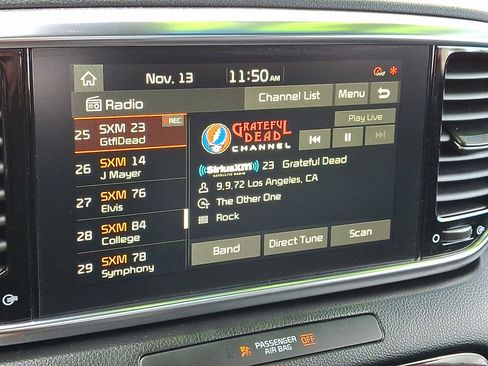 Nov. 13 11:50 AM
Radio
Channel List
Menu
25 SXM 23 REC
GtflDead
26 SXM 14
J Mayer
27 SXM 76
Elvis
28 SXM 84
College
29 SXM 78
Symphony
GRATEFUL
DEAD
CHANNEL
Play Live
SiriusXM
SATELLITE RADIO
23 Grateful Dead
9.9.72 Los Angeles, CA
The Other One
Rock
Band
Direct Tune
Scan
PASSENGER
AIR BAG
OFF